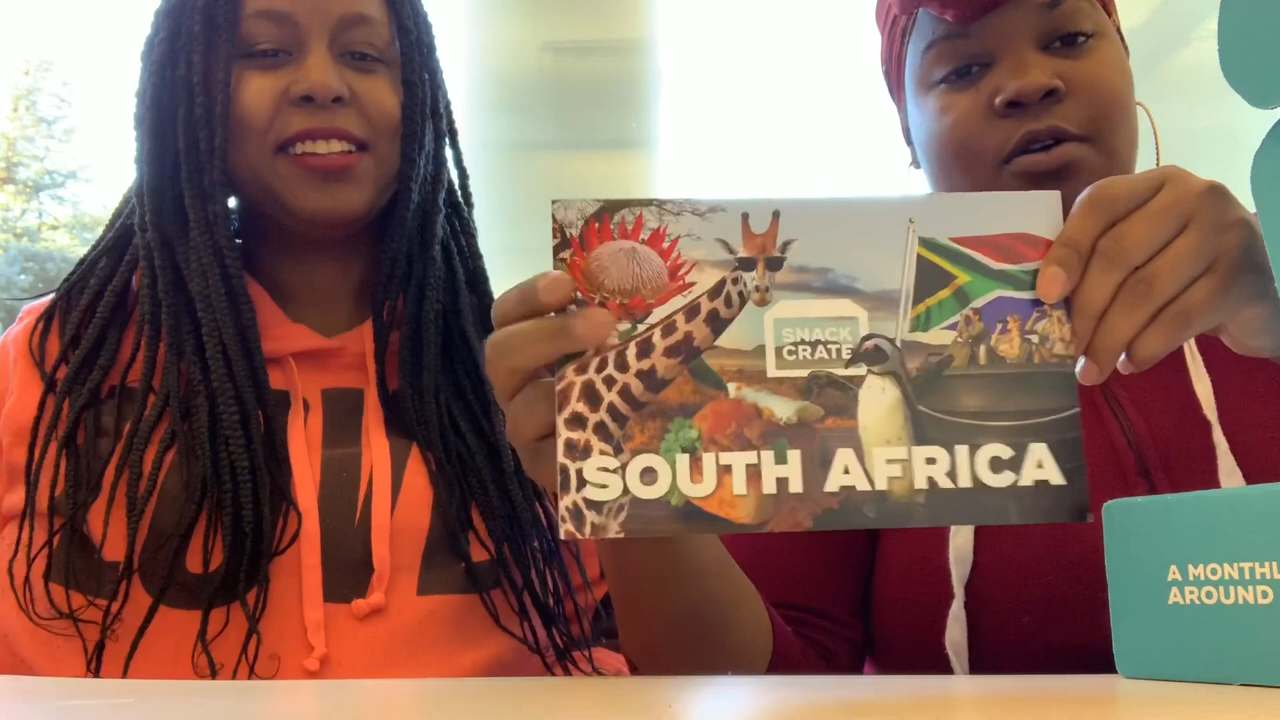 SNACK
CRATE
SOUTH AFRICA
A MONTHL
AROUND